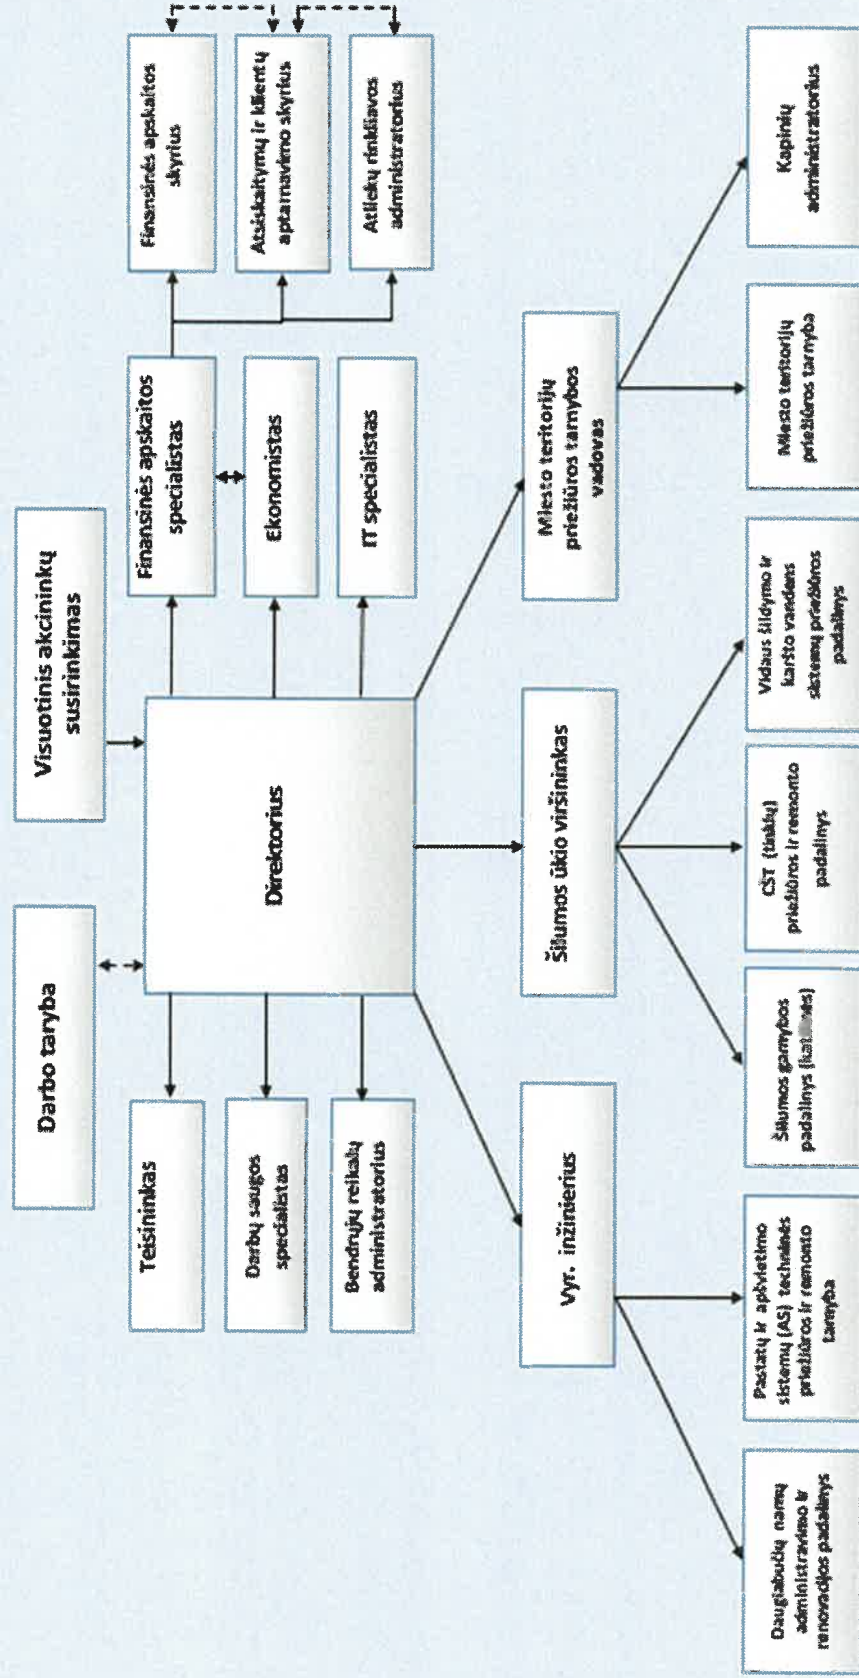 Darbo taryba
Visuotinis akcininkų
susirinkimas
Direktorius
Teisininkas
Darbų saugos
specialistas
Bendrųjų reikalų
administratorius
Finansinės apskaitos
specialistas
Ekonomistas
IT specialistas
Finansinės apskaitos
skyrius
Atsiskaitymų ir klientų
aptarnavimo skyrius
Atliekų rinkliavos
administratorius
Vyr. inžinierius
Šilumos ūkio viršininkas
Miesto teritorijų
priežiūros tarnybos
vadovas
Daugiabučių namų
administravimo ir
renovacijos padalinys
Pastatų ir apšvietimo
sistemų (AS) techninės
priežiūros ir remonto
tarnyba
Šilumos gamybos
padalinys
CŠT (tinklų)
priežiūros ir remonto
padalinys
Vidaus šildymo ir
karšto vandens
sistemų priežiūros
padalinys
Miesto teritorijų
priežiūros tarnyba
Kapinių
administratorius